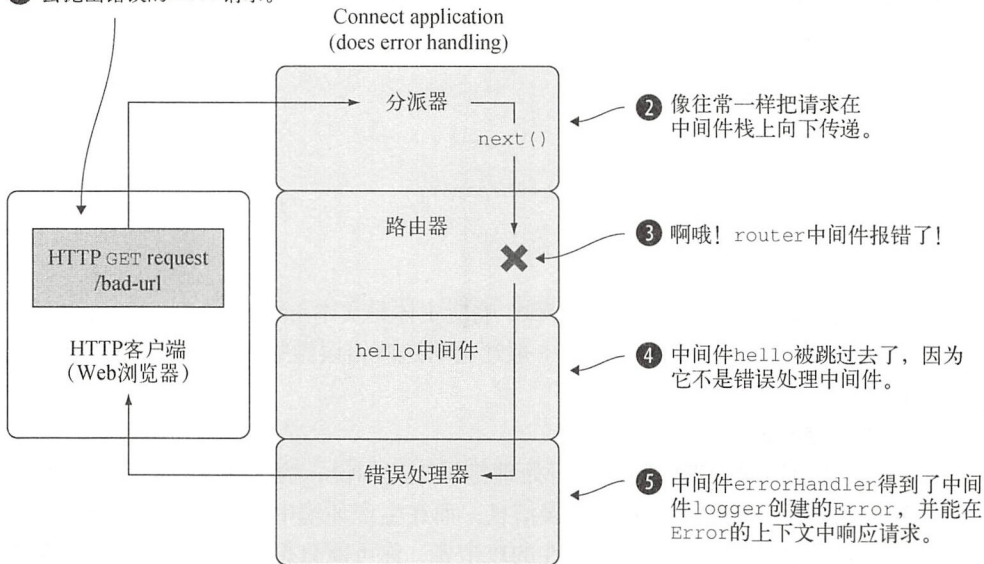 Connect application
(does error handling)
分派器
next()
❷ 像往常一样把请求在
中间件栈上向下传递。
路由器
❸ 啊哦！router中间件报错了！
HTTP GET request
/bad-url
HTTP客户端
（Web浏览器）
hello中间件
❹ 中间件hello被跳过去了，因为
它不是错误处理中间件。
错误处理器
❺ 中间件errorHandler得到了中间
件logger创建的Error，并能在
Error的上下文中响应请求。